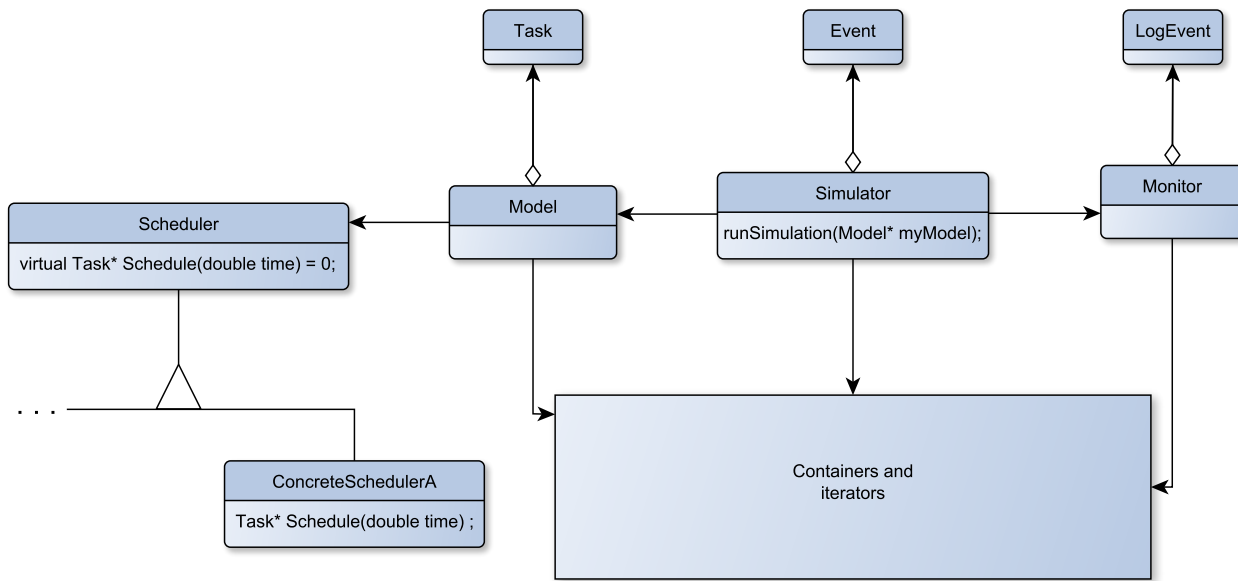 Task
Event
LogEvent
Model
Simulator
Monitor
Scheduler
runSimulation(Model* myModel);
virtual Task* Schedule(double time) = 0;
. . .
Containers and
iterators
ConcreteSchedulerA
Task* Schedule(double time) ;